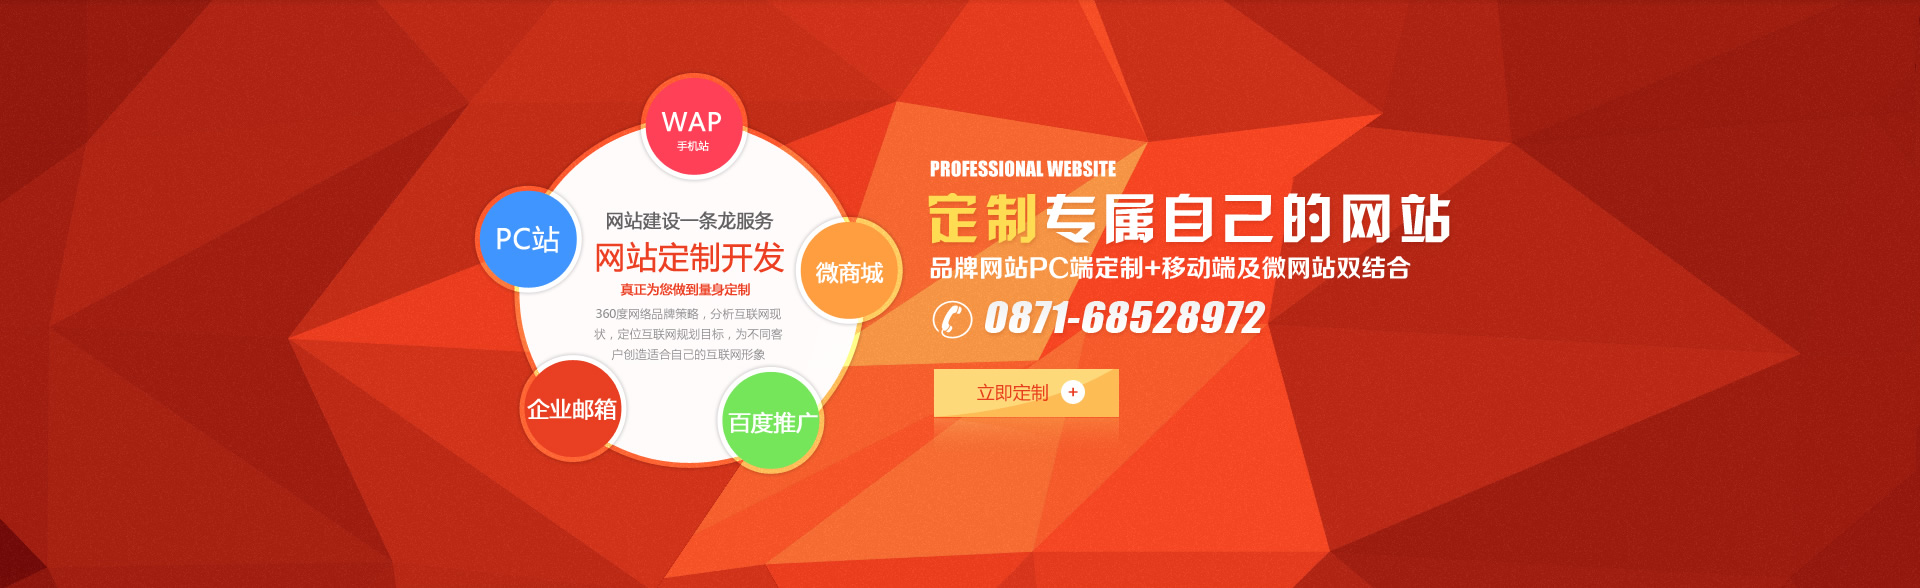 WAP
手机站
PC站
网站建设一条龙服务
网站定制开发
真正为您做到量身定制
360度网络品牌策略，分析互联网现
状，定位互联网规划目标，为不同客
户创造适合自己的互联网形象
微商城
企业邮箱
百度推广
PROFESSIONAL WEBSITE
定制专属自己的网站
品牌网站PC端定制+移动端及微网站双结合
0871-68528972
立即定制